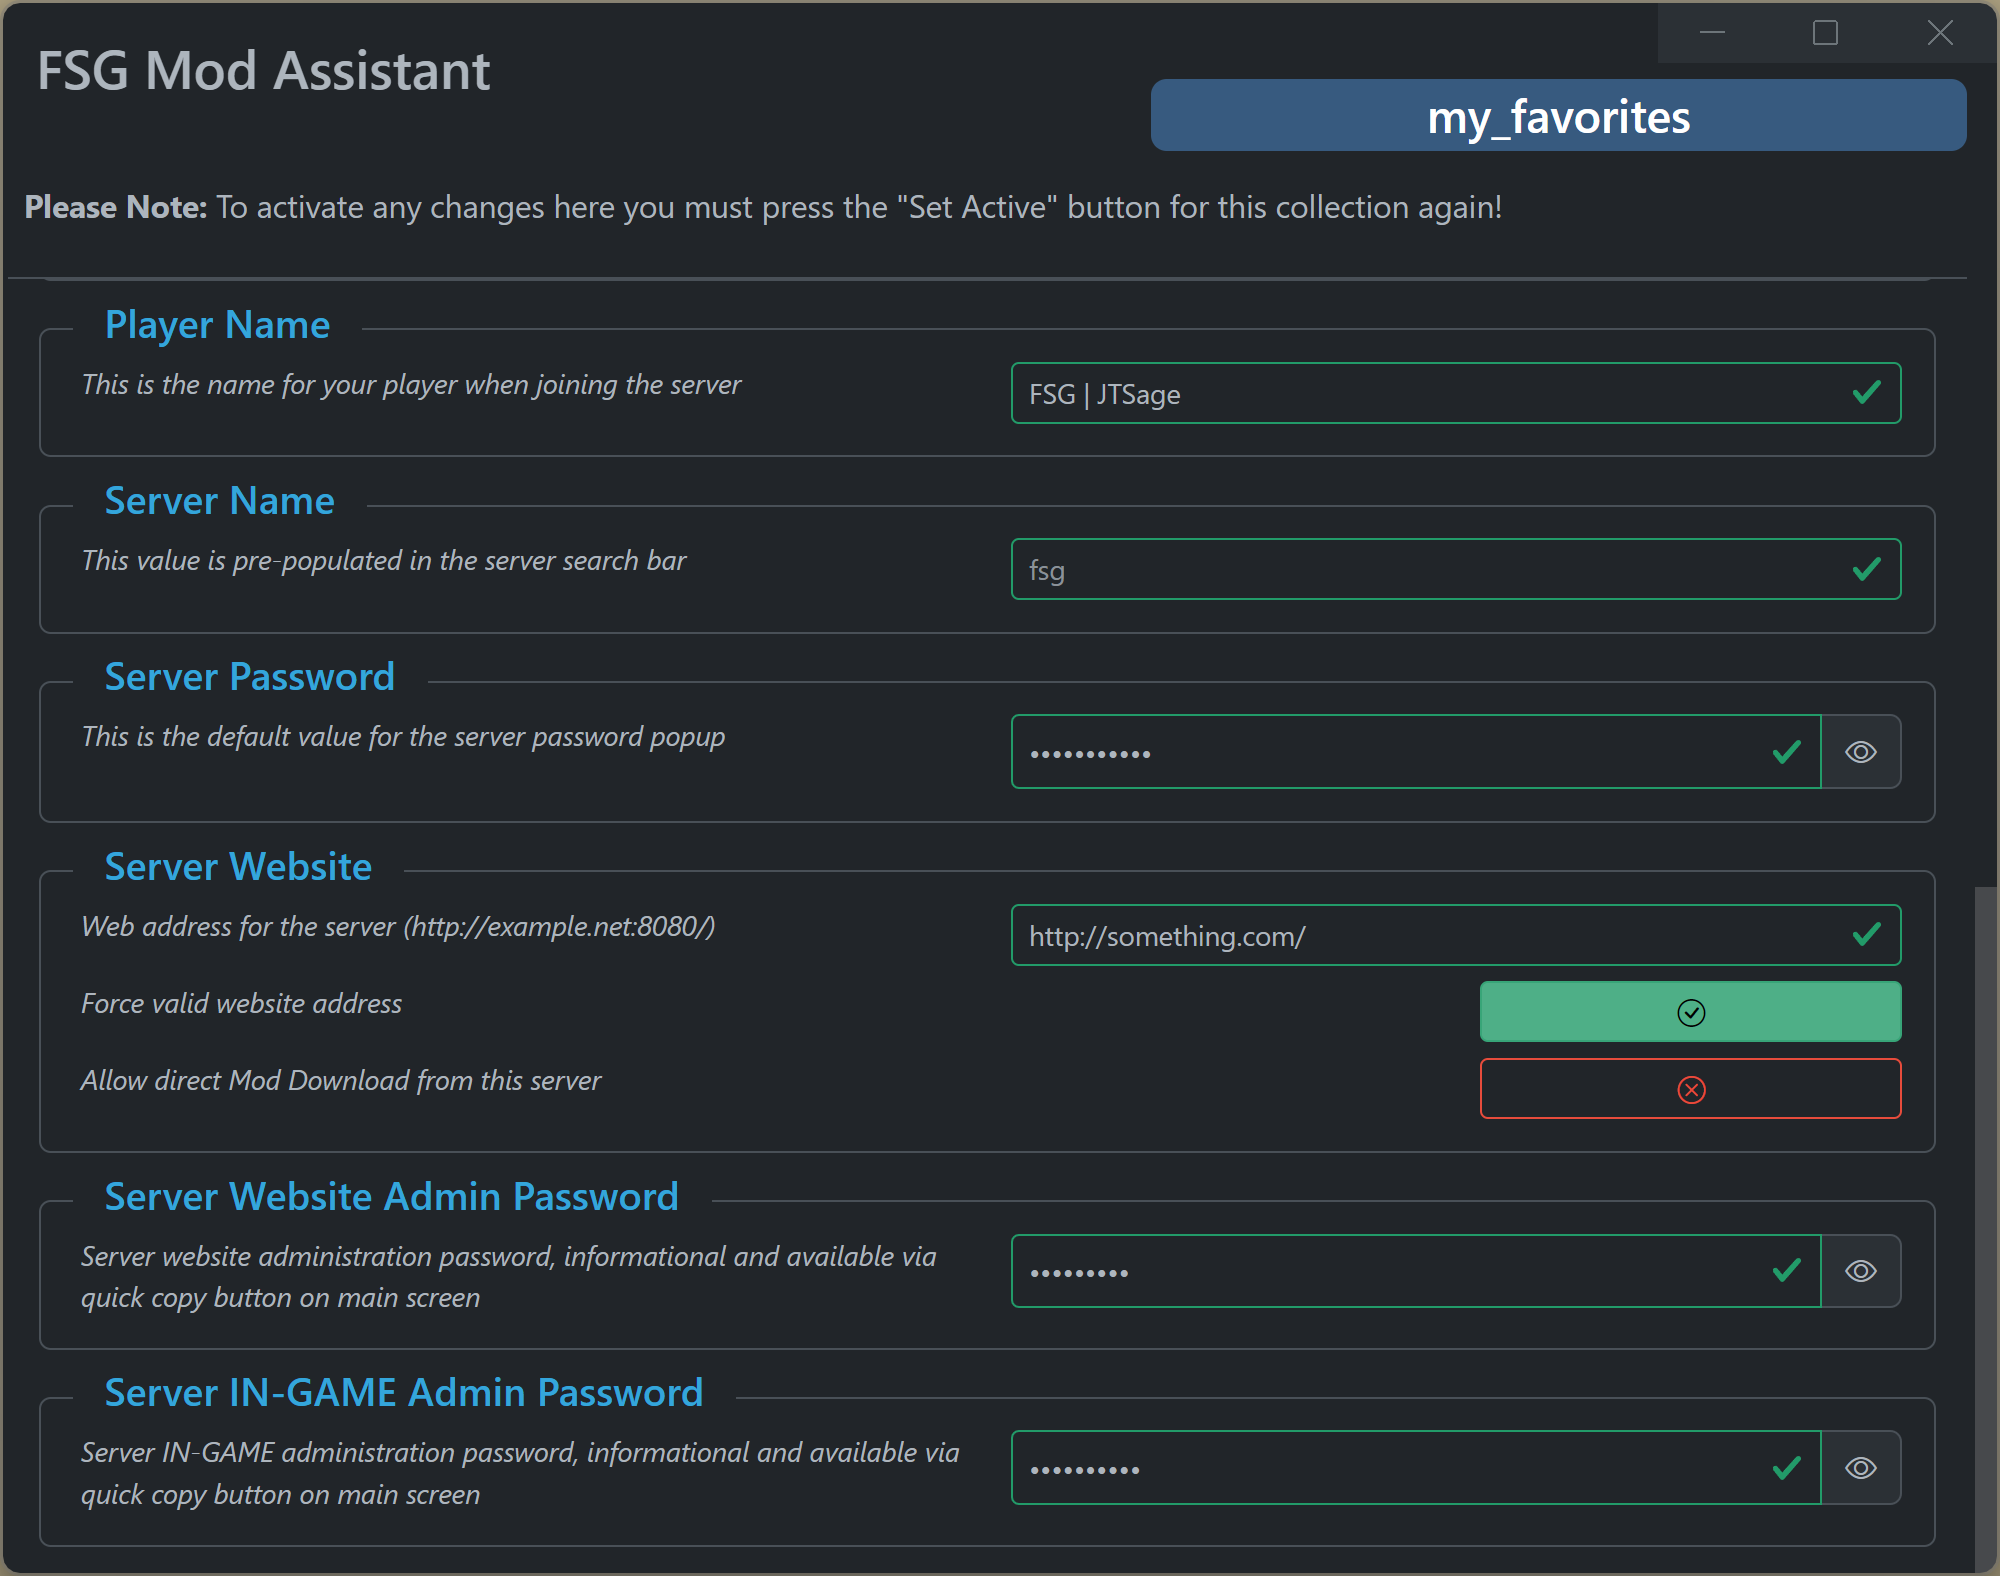 FSG Mod Assistant
my_favorites
Please Note: To activate any changes here you must press the "Set Active" button for this collection again!
Player Name
This is the name for your player when joining the server
FSG | JTSage
Server Name
This value is pre-populated in the server search bar
fsg
Server Password
This is the default value for the server password popup
•••••••••••
Server Website
Web address for the server (http://example.net:8080/)
http://something.com/
Force valid website address
Allow direct Mod Download from this server
Server Website Admin Password
Server website administration password, informational and available via
quick copy button on main screen
•••••••••
Server IN-GAME Admin Password
Server IN-GAME administration password, informational and available via
quick copy button on main screen
••••••••••